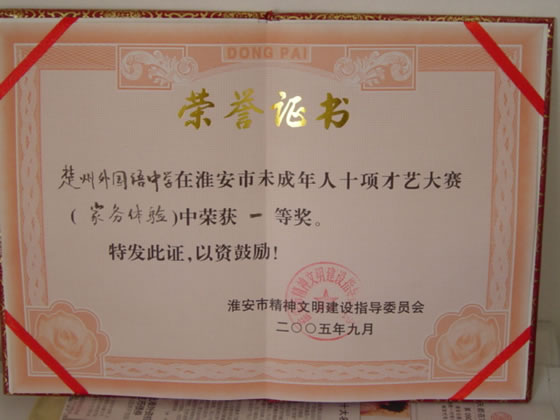 DONG PAI
荣誉证书
楚州外国语中学在淮安市未成年人十项才艺大赛
(家务体验)中荣获 一 等奖。
特发此证,以资鼓励!
淮安市精神文明建设指导委员会
二〇〇五年九月